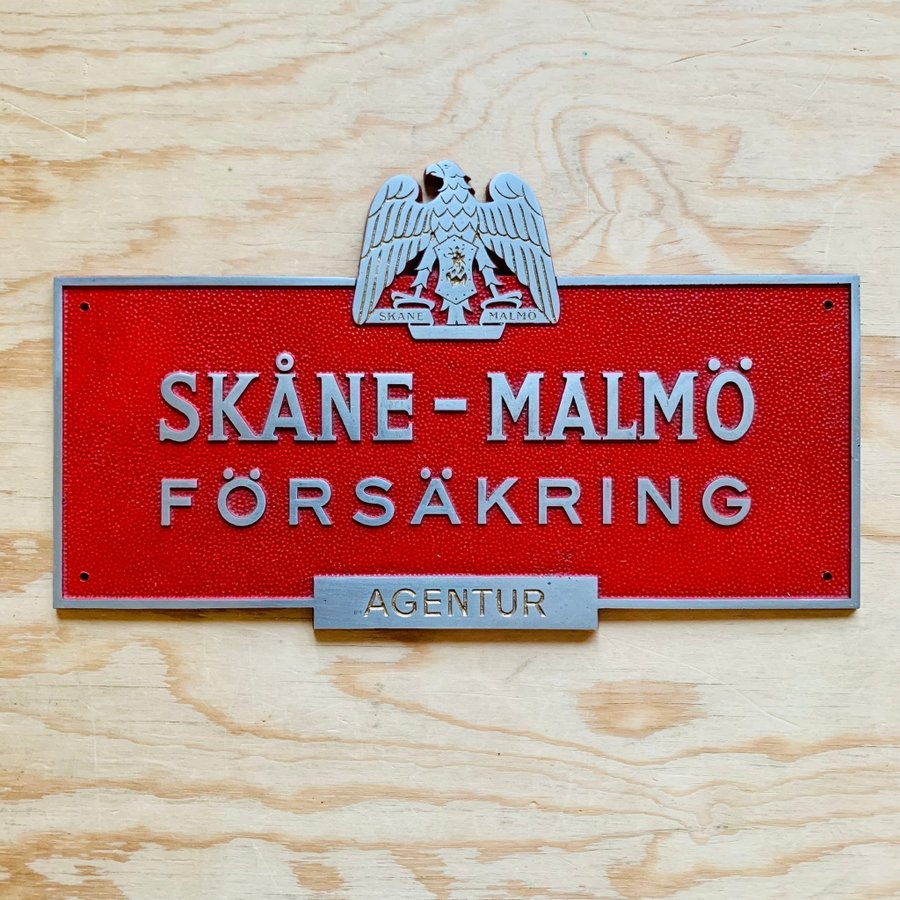 SKÅNE MALMÖ
SKÅNE-MALMÖ
FÖRSÄKRING
AGENTUR